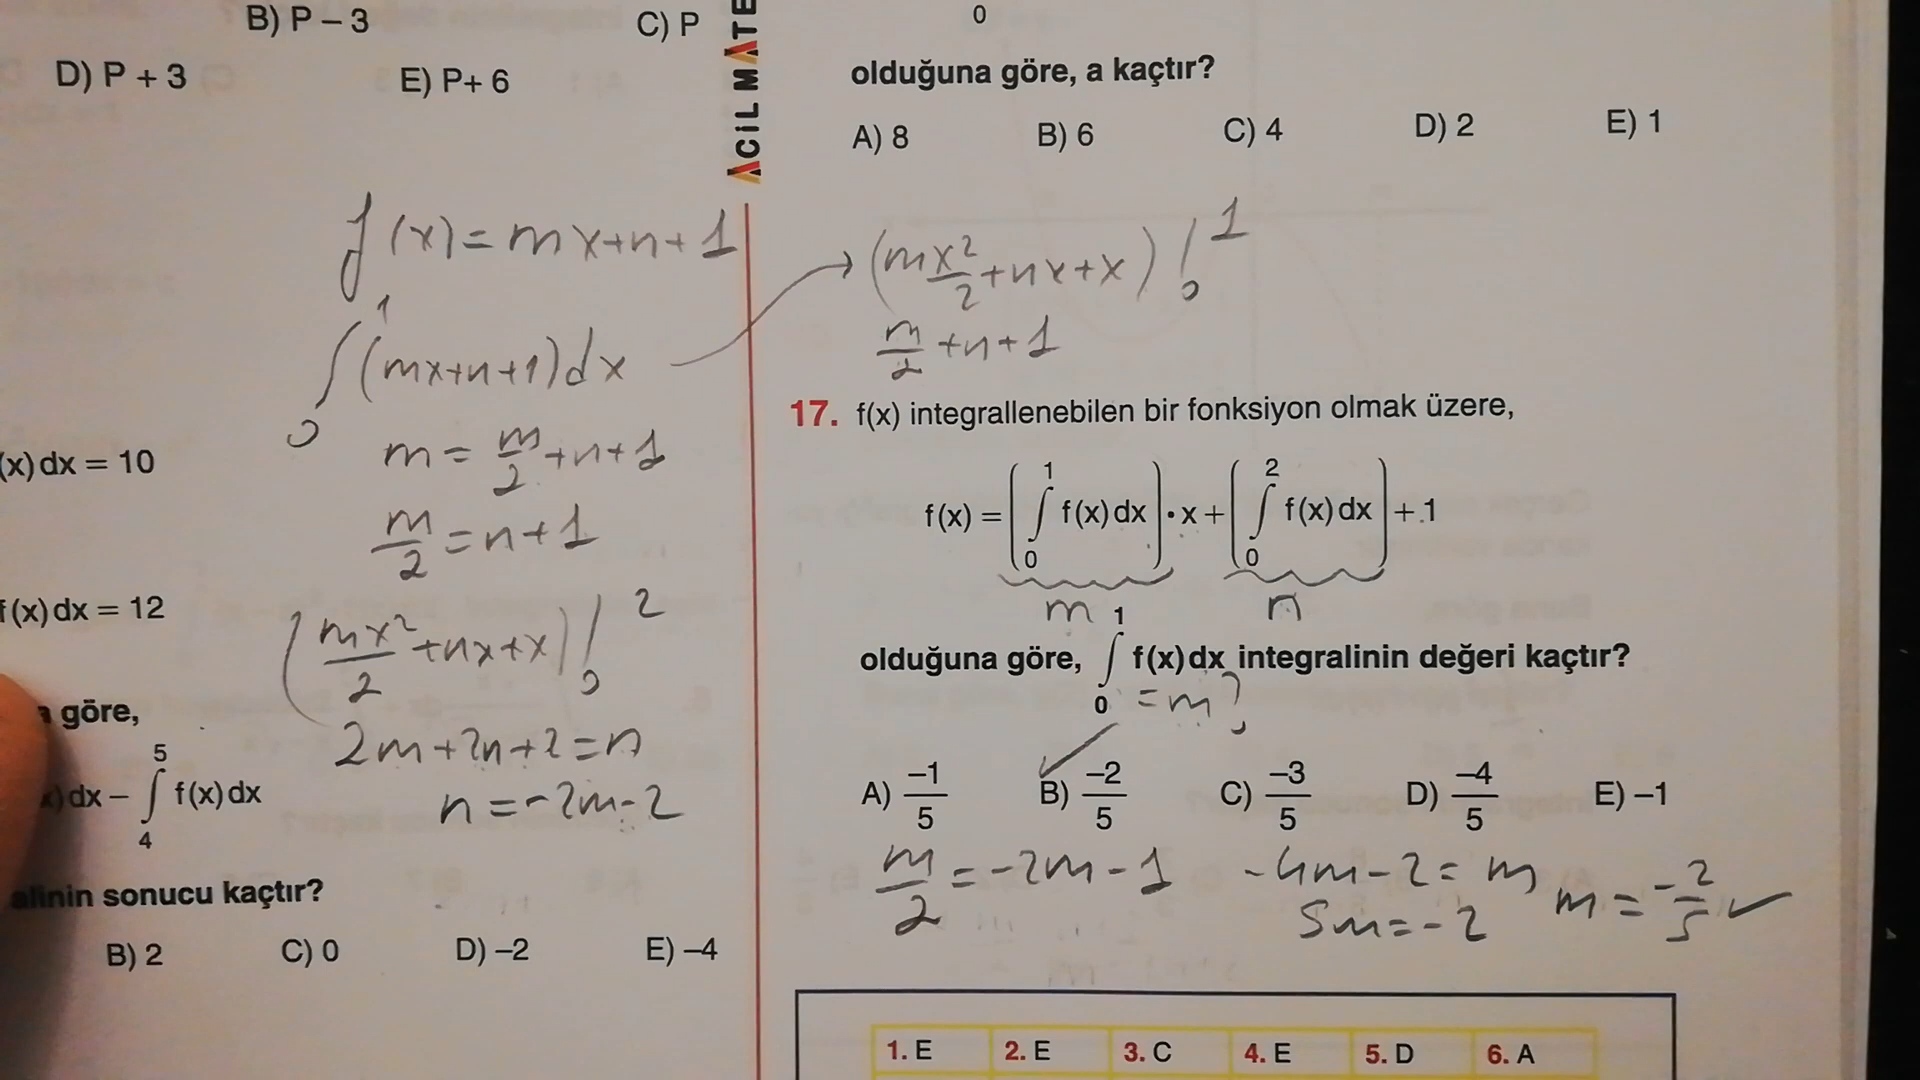 B) P – 3 C) P
D) P + 3 E) P+ 6
(x) dx = 10
f(x) dx = 12
göre,
dx – ∫₄⁵ f(x) dx
alinin sonucu kaçtır?
B) 2 C) 0 D) –2 E) –4
f(x) = mx+n+1
∫₀¹ (mx+n+1)dx
m = m/2 +n+1
m/2 = n+1
(mx²/2 +nx+x)|₀²
2m+2n+2=n
n=-2m-2
ACİL MATE
0
olduğuna göre, a kaçtır?
A) 8 B) 6 C) 4 D) 2 E) 1
(mx²/2 +nx+x)|₀¹
m/2 +n+1
17. f(x) integrallenebilen bir fonksiyon olmak üzere,
f(x) = (∫₀¹ f(x) dx) · x + (∫₀² f(x) dx) + 1
m n
olduğuna göre, ∫₀¹ f(x) dx integralinin değeri kaçtır?
= m?
A) –1/5 B) –2/5 C) –3/5 D) –4/5 E) –1
m/2 = -2m-1 -4m-2=m m=-2/5
5m=-2
1. E 2. E 3. C 4. E 5. D 6. A